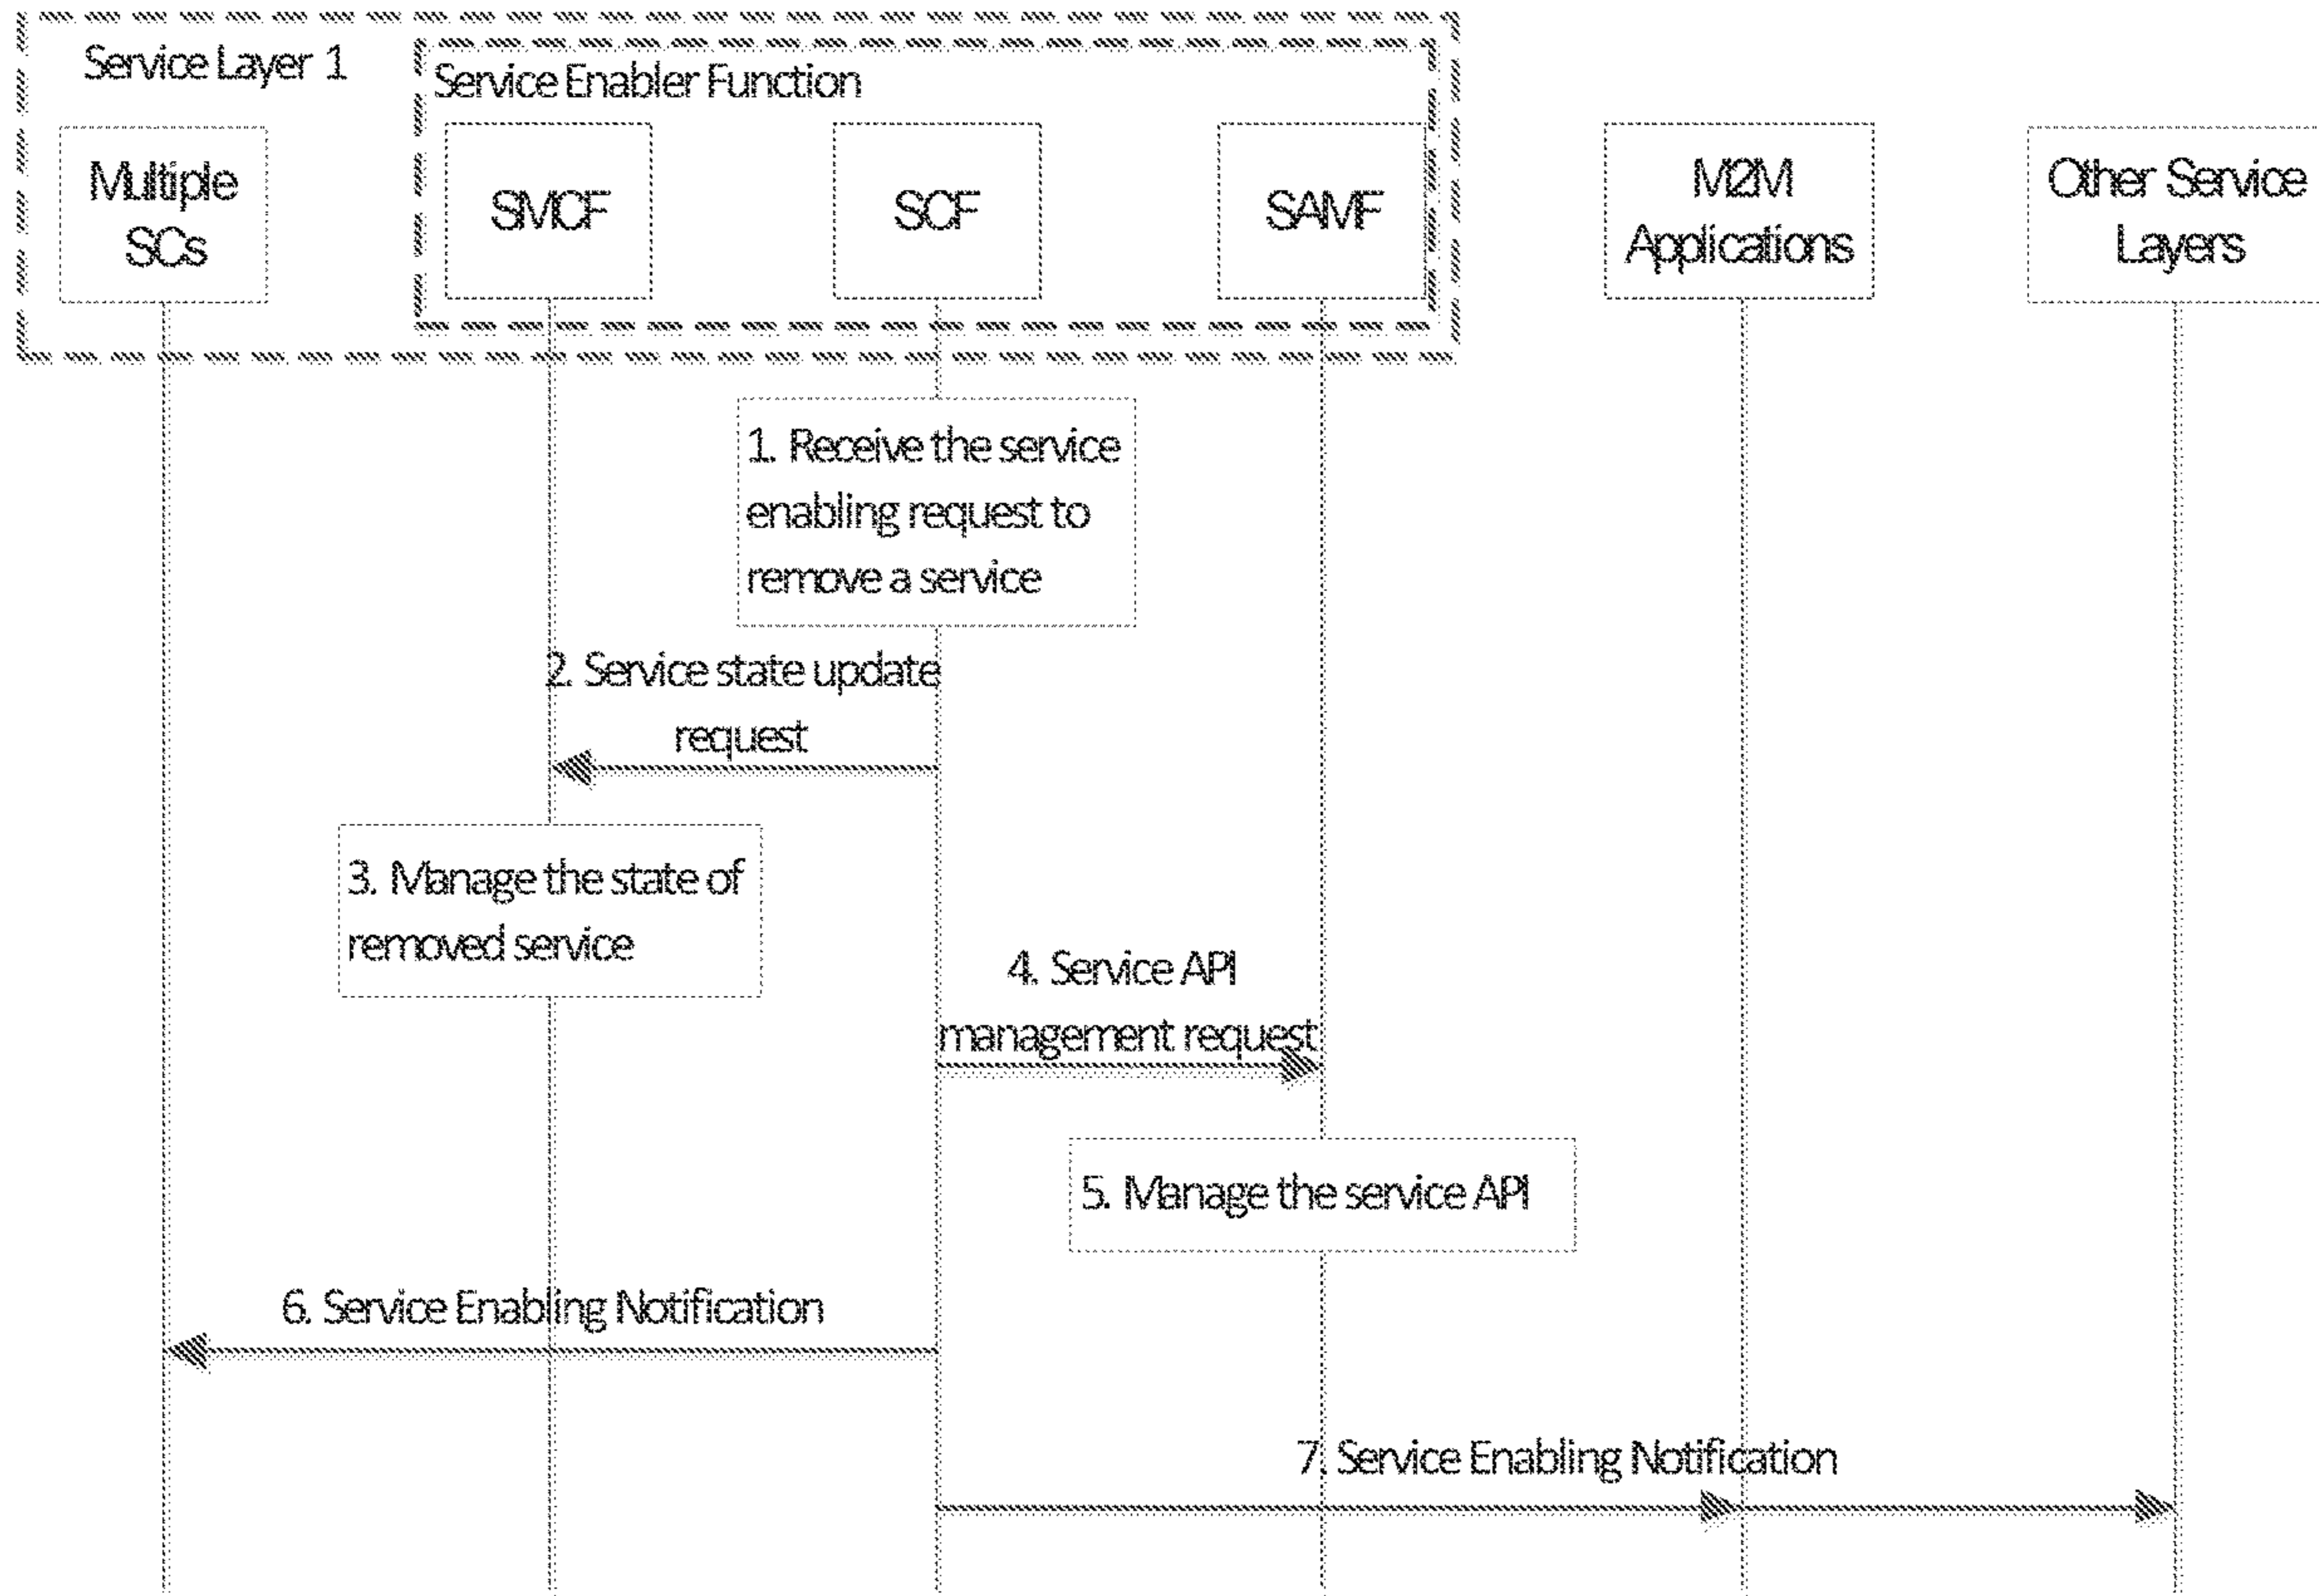 Service Layer 1
Service Enabler Function
Multiple
SCs
SMCF
SCF
SAMF
M2M
Applications
Other Service
Layers
1. Receive the service
enabling request to
remove a service
2. Service state update
request
3. Manage the state of
removed service
4. Service API
management request
5. Manage the service API
6. Service Enabling Notification
7. Service Enabling Notification